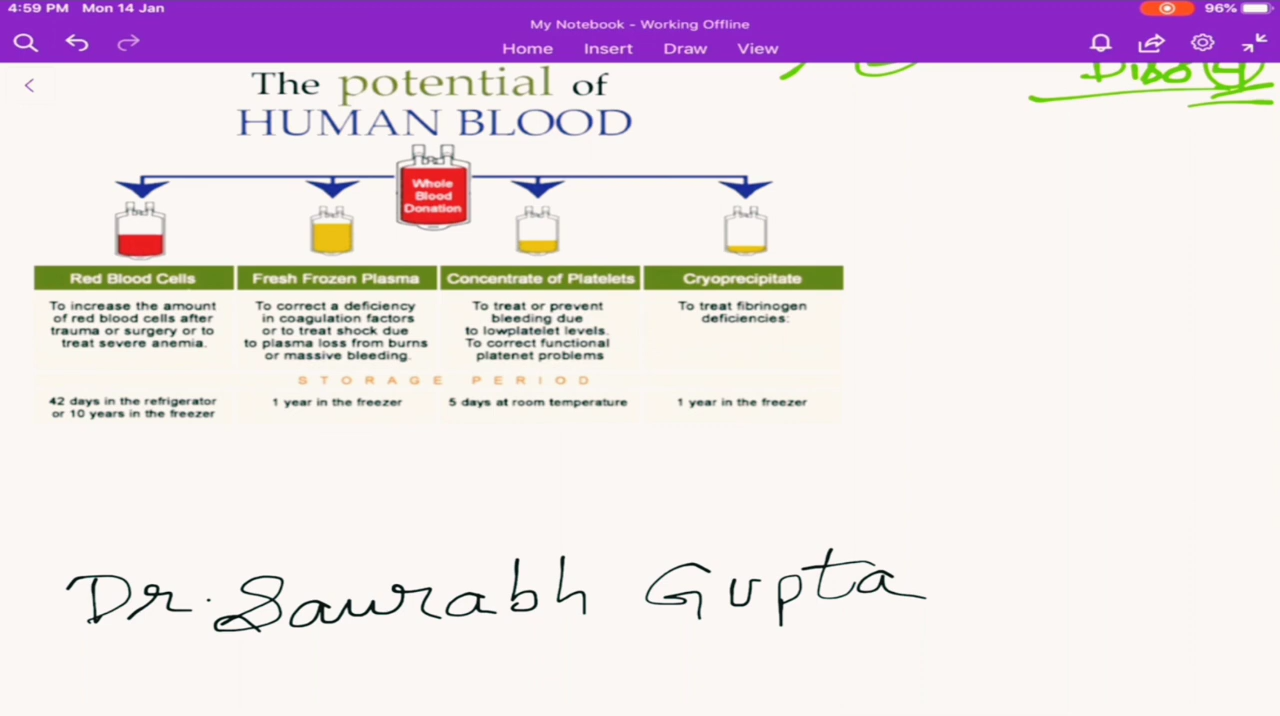 4:59 PM Mon 14 Jan
96%
My Notebook - Working Offline
Home Insert Draw View
The potential of
HUMAN BLOOD
Whole
Blood
Donation
Red Blood Cells
To increase the amount
of red blood cells after
trauma or surgery or to
treat severe anemia.
Fresh Frozen Plasma
To correct a deficiency
in coagulation factors
or to treat shock due
to plasma loss from burns
or massive bleeding.
Concentrate of Platelets
To treat or prevent
bleeding due
to lowplatelet levels.
To correct functional
platenet problems
Cryoprecipitate
To treat fibrinogen
deficiencies:
STORAGE PERIOD
42 days in the refrigerator
or 10 years in the freezer
1 year in the freezer
5 days at room temperature
1 year in the freezer
Dr. Saurabh Gupta